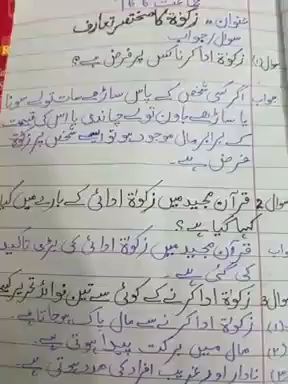 عنوان :- زکوٰۃ کا مختصر تعارف
سوال / جواب
زکوٰۃ ادا کرنا کس پر فرض ہے؟
جواب اگر کسی شخص کے پاس ساڑھے سات تولے سونا
یا ساڑھے باون تولے چاندی یا اس کی قیمت
کے برابر مال موجود ہو تو ایسے شخص پر زکوٰۃ
فرض ہے۔
سوال 2 قرآن مجید میں زکوٰۃ ادائی کے بارے میں کیا
کہا گیا ہے؟
قرآن مجید میں زکوٰۃ ادائی کی بڑی تاکید
کی گئی ہے۔
سوال 3 زکوٰۃ ادا کرنے کے کوئی سے تین فوائد تحریر کیجیے
(1) زکوٰۃ ادا کرنے سے مال پاک ہو جاتا ہے۔
(۲) مال میں برکت پیدا ہوتی ہے۔
(۳) نادار اور غریب افراد کی مدد ہوتی ہے۔